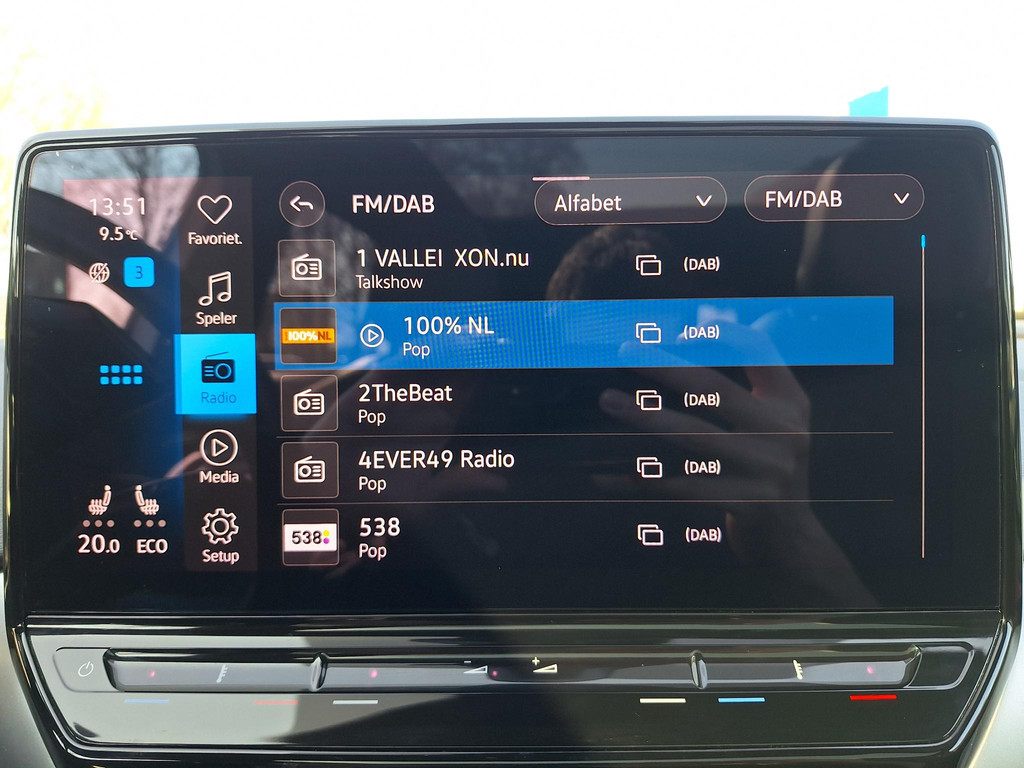 13:51
9.5°C
3
20.0
ECO
Favoriet.
Speler
Radio
Media
Setup
FM/DAB
Alfabet
FM/DAB
1 VALLEI XON.nu
Talkshow
(DAB)
100%NL
100% NL
Pop
(DAB)
2TheBeat
Pop
(DAB)
4EVER49 Radio
Pop
(DAB)
538
538
Pop
(DAB)